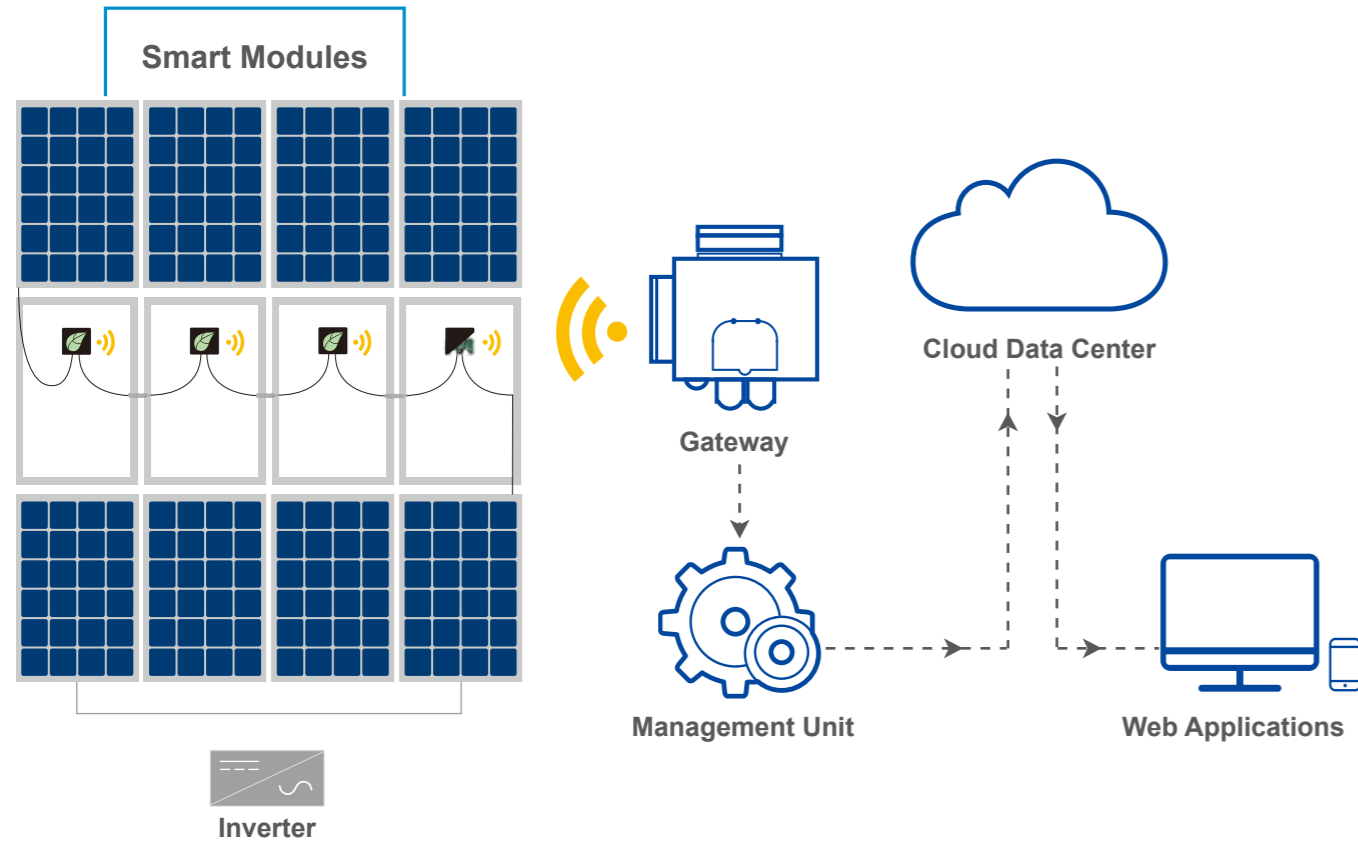 Smart Modules
Cloud Data Center
Gateway
Management Unit
Web Applications
Inverter